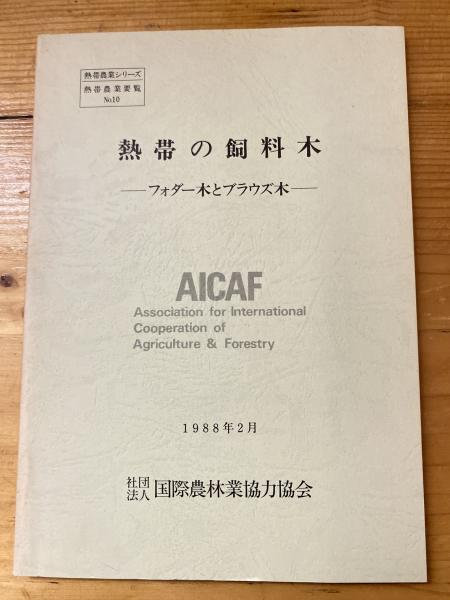 熱帯農業シリーズ
熱帯農業要覧
No.10
熱帯の飼料木
―フォダー木とブラウズ木―
AICAF
Association for International
Cooperation of
Agriculture & Forestry
1988年2月
社団法人 国際農林業協力協会